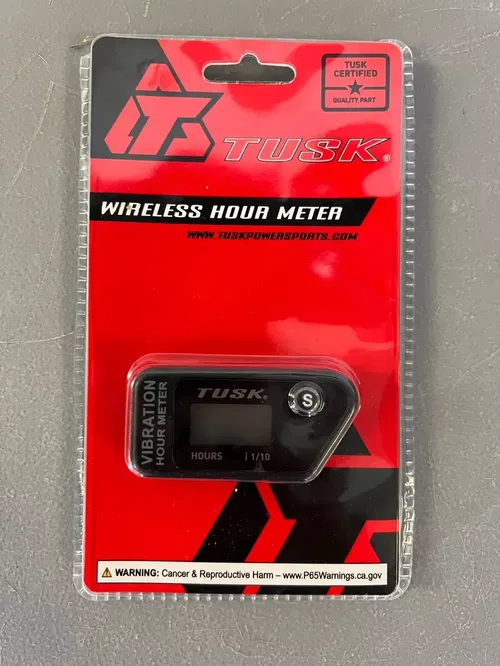 TUSK
CERTIFIED
QUALITY PART
TUSK®
WIRELESS HOUR METER
WWW.TUSKPOWERSPORTS.COM
VIBRATION
HOUR METER
TUSK®
S
HOURS | 1/10
⚠ WARNING: Cancer & Reproductive Harm – www.P65Warnings.ca.gov